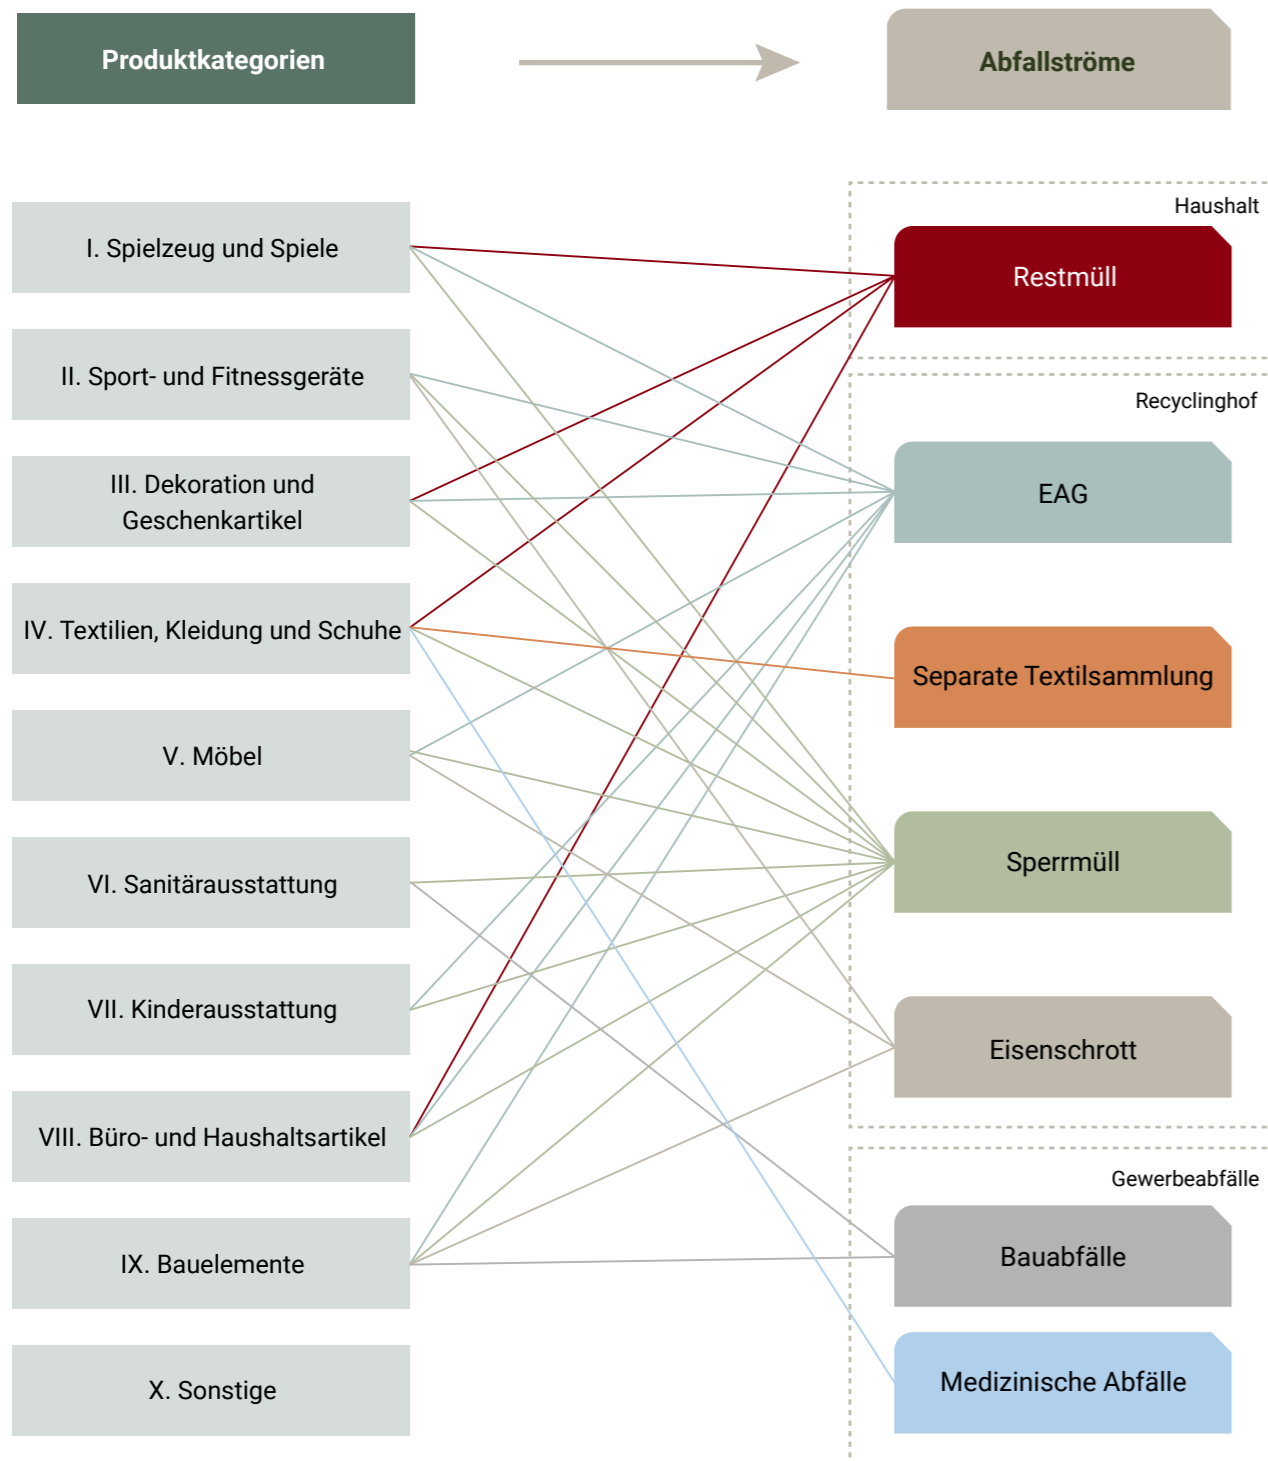 Produktkategorien
Abfallströme
I. Spielzeug und Spiele
II. Sport- und Fitnessgeräte
III. Dekoration und
Geschenkartikel
IV. Textilien, Kleidung und Schuhe
V. Möbel
VI. Sanitärausstattung
VII. Kinderausstattung
VIII. Büro- und Haushaltsartikel
IX. Bauelemente
X. Sonstige
Haushalt
Restmüll
Recyclinghof
EAG
Separate Textilsammlung
Sperrmüll
Eisenschrott
Gewerbeabfälle
Bauabfälle
Medizinische Abfälle